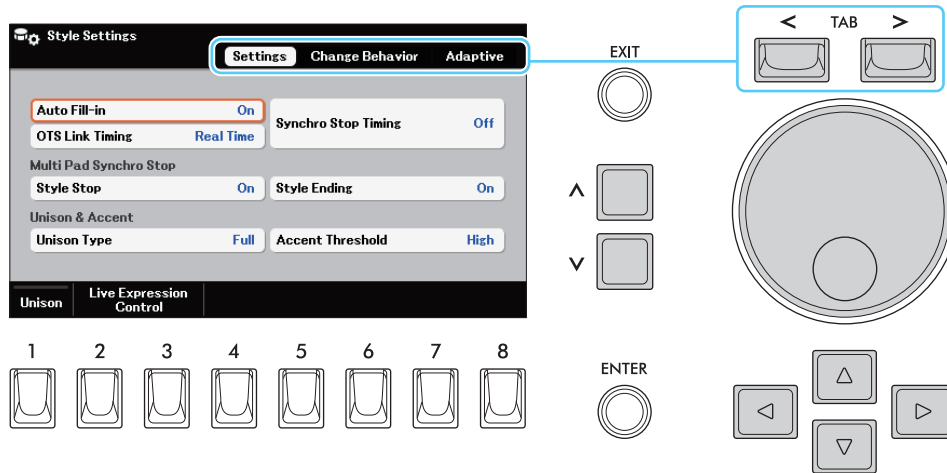 Style Settings
Settings Change Behavior Adaptive
Auto Fill-in On
Synchro Stop Timing Off
OTS Link Timing Real Time
Multi Pad Synchro Stop
Style Stop On Style Ending On
Unison & Accent
Unison Type Full Accent Threshold High
Unison
Live Expression
Control
1 2 3 4 5 6 7 8
EXIT
ENTER
< TAB >